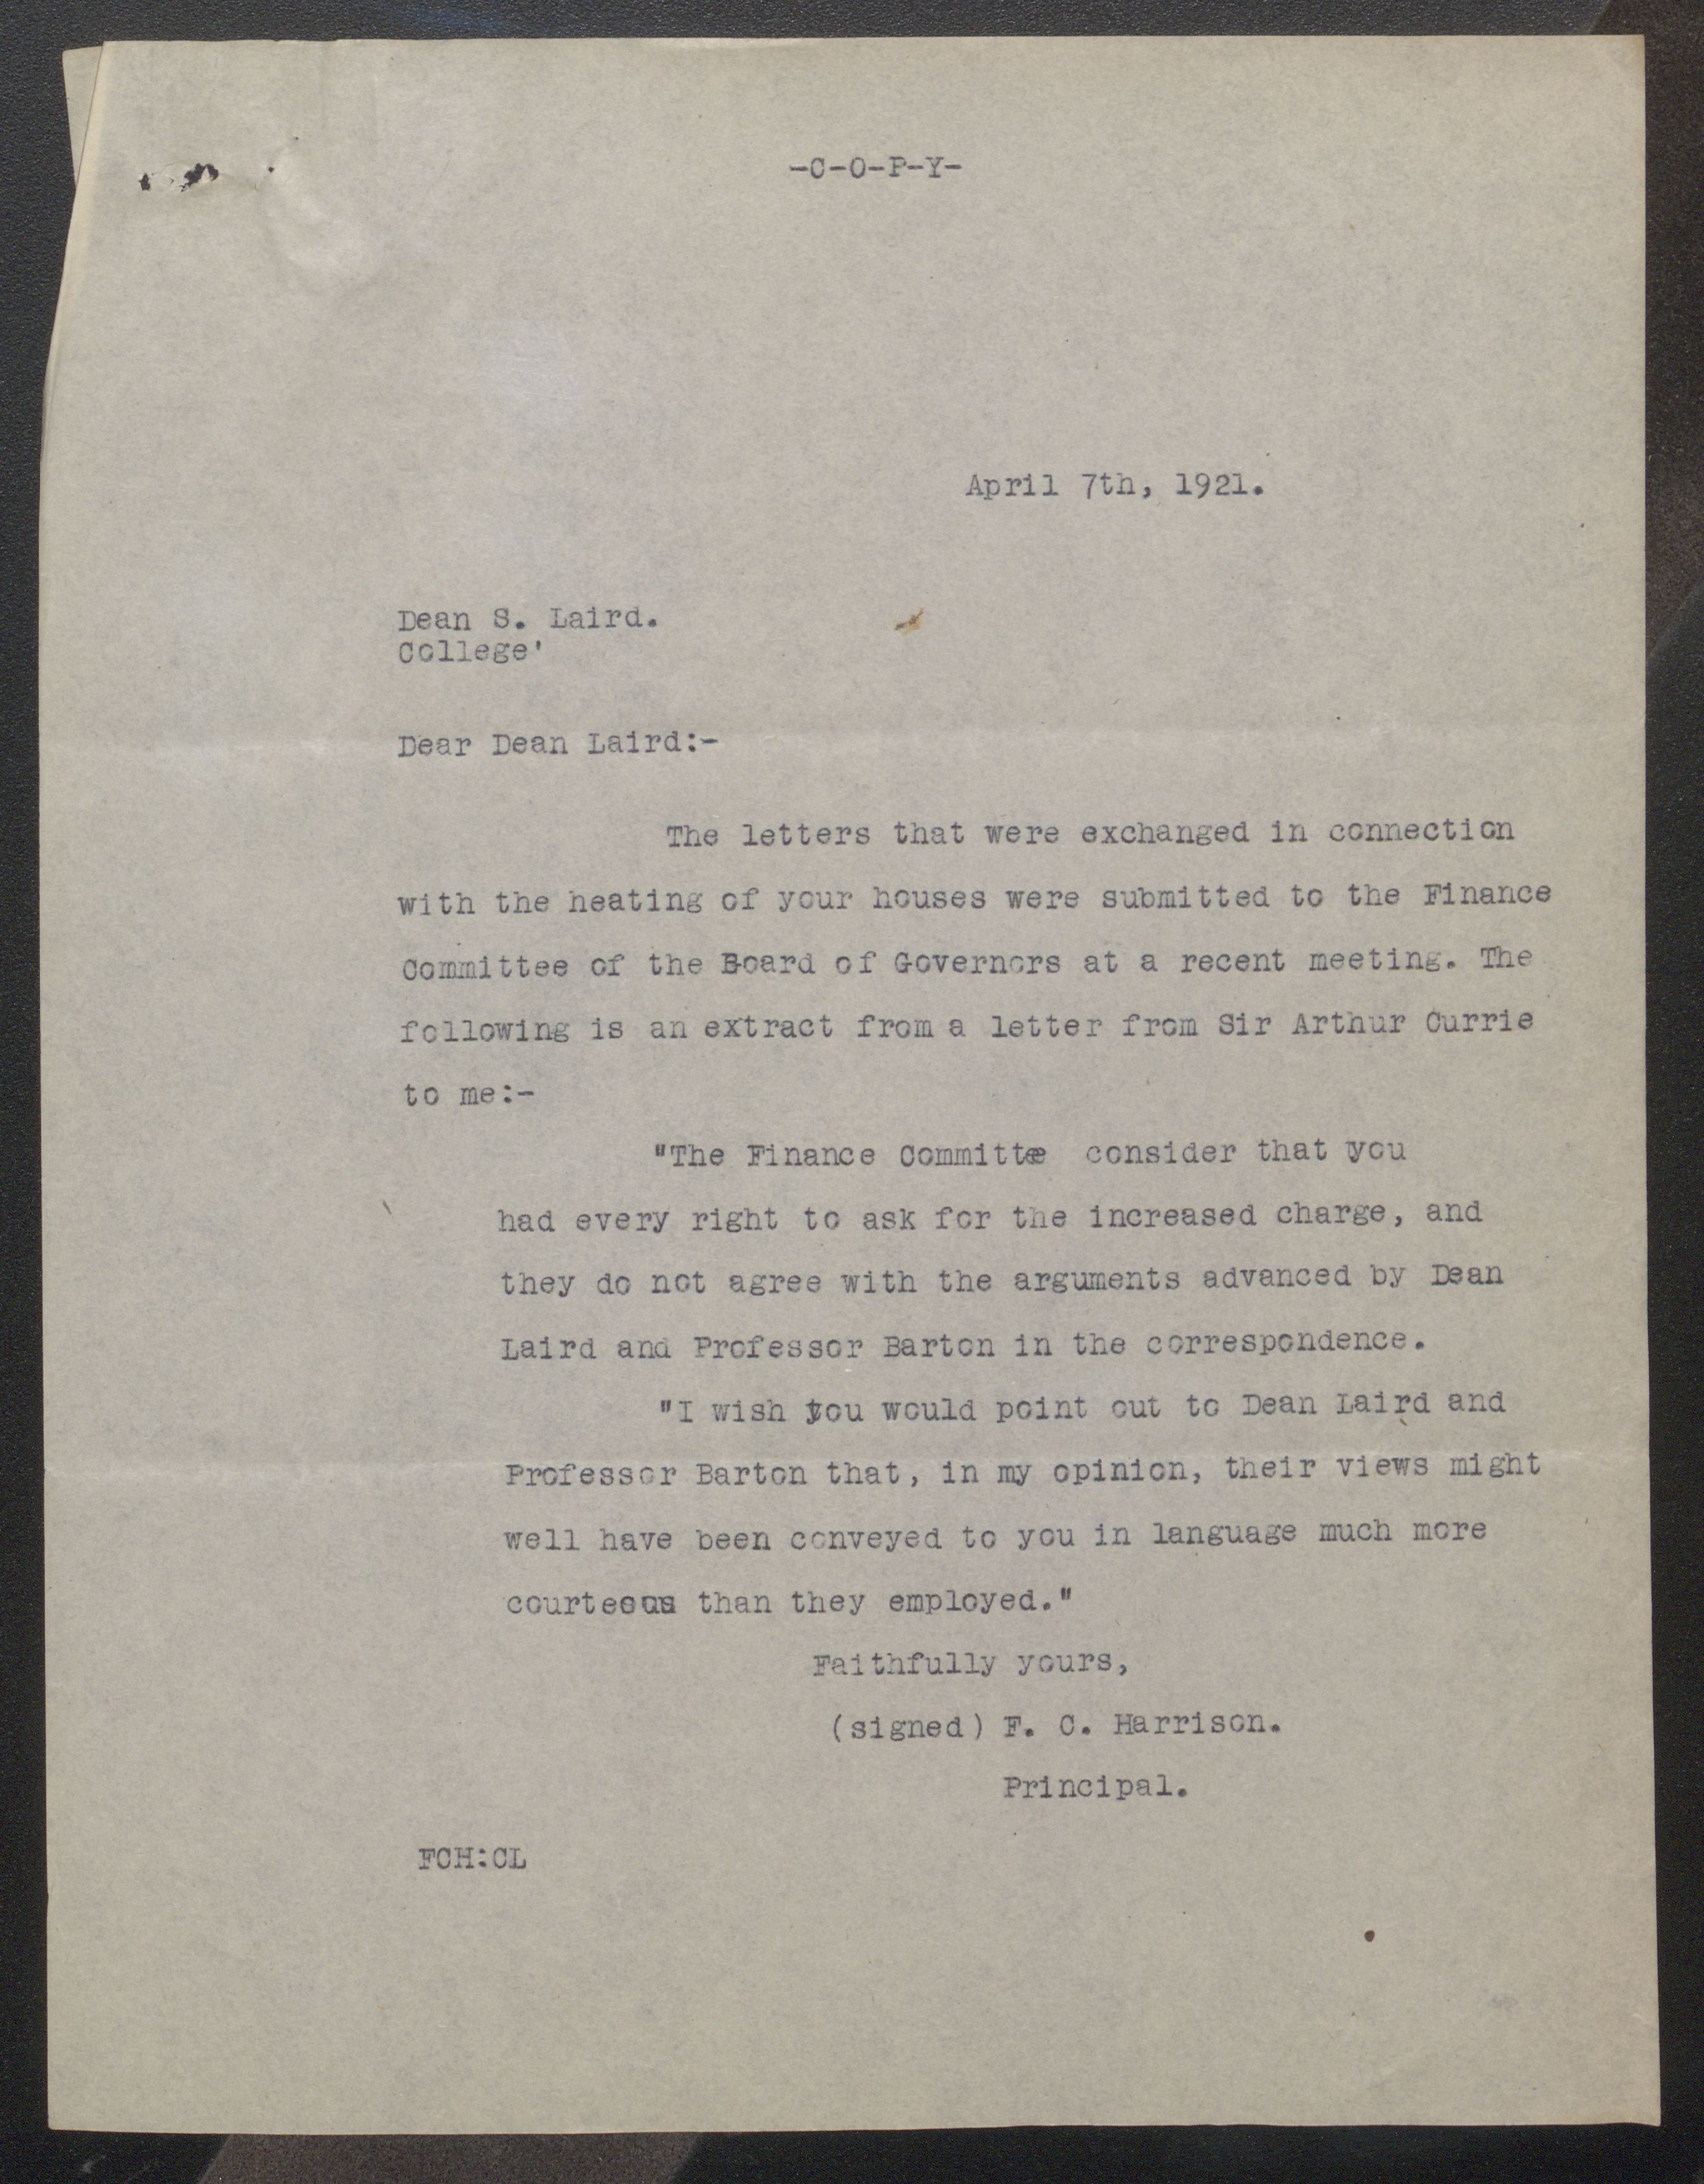 -C-O-P-Y-
April 7th, 1921.
Dean S. Laird.
College'
Dear Dean Laird:-
The letters that were exchanged in connection
with the heating of your houses were submitted to the Finance
Committee of the Board of Governors at a recent meeting. The
following is an extract from a letter from Sir Arthur Currie
to me:-
"The Finance Committee consider that you
had every right to ask for the increased charge, and
they do not agree with the arguments advanced by Dean
Laird and Professor Barton in the correspondence.
"I wish you would point out to Dean Laird and
Professor Barton that, in my opinion, their views might
well have been conveyed to you in language much more
courteous than they employed."
Faithfully yours,
(signed) F. C. Harrison.
Principal.
FCH:CL